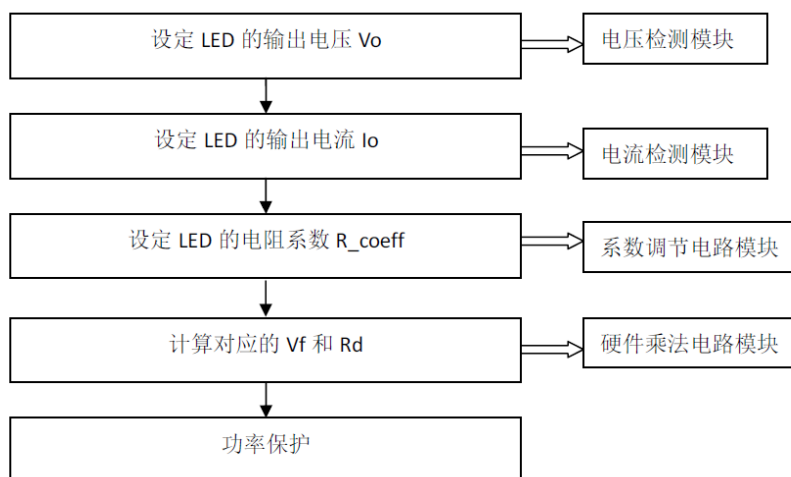 设定 LED 的输出电压 Vo
电压检测模块
设定 LED 的输出电流 Io
电流检测模块
设定 LED 的电阻系数 R_coeff
系数调节电路模块
计算对应的 Vf 和 Rd
硬件乘法电路模块
功率保护